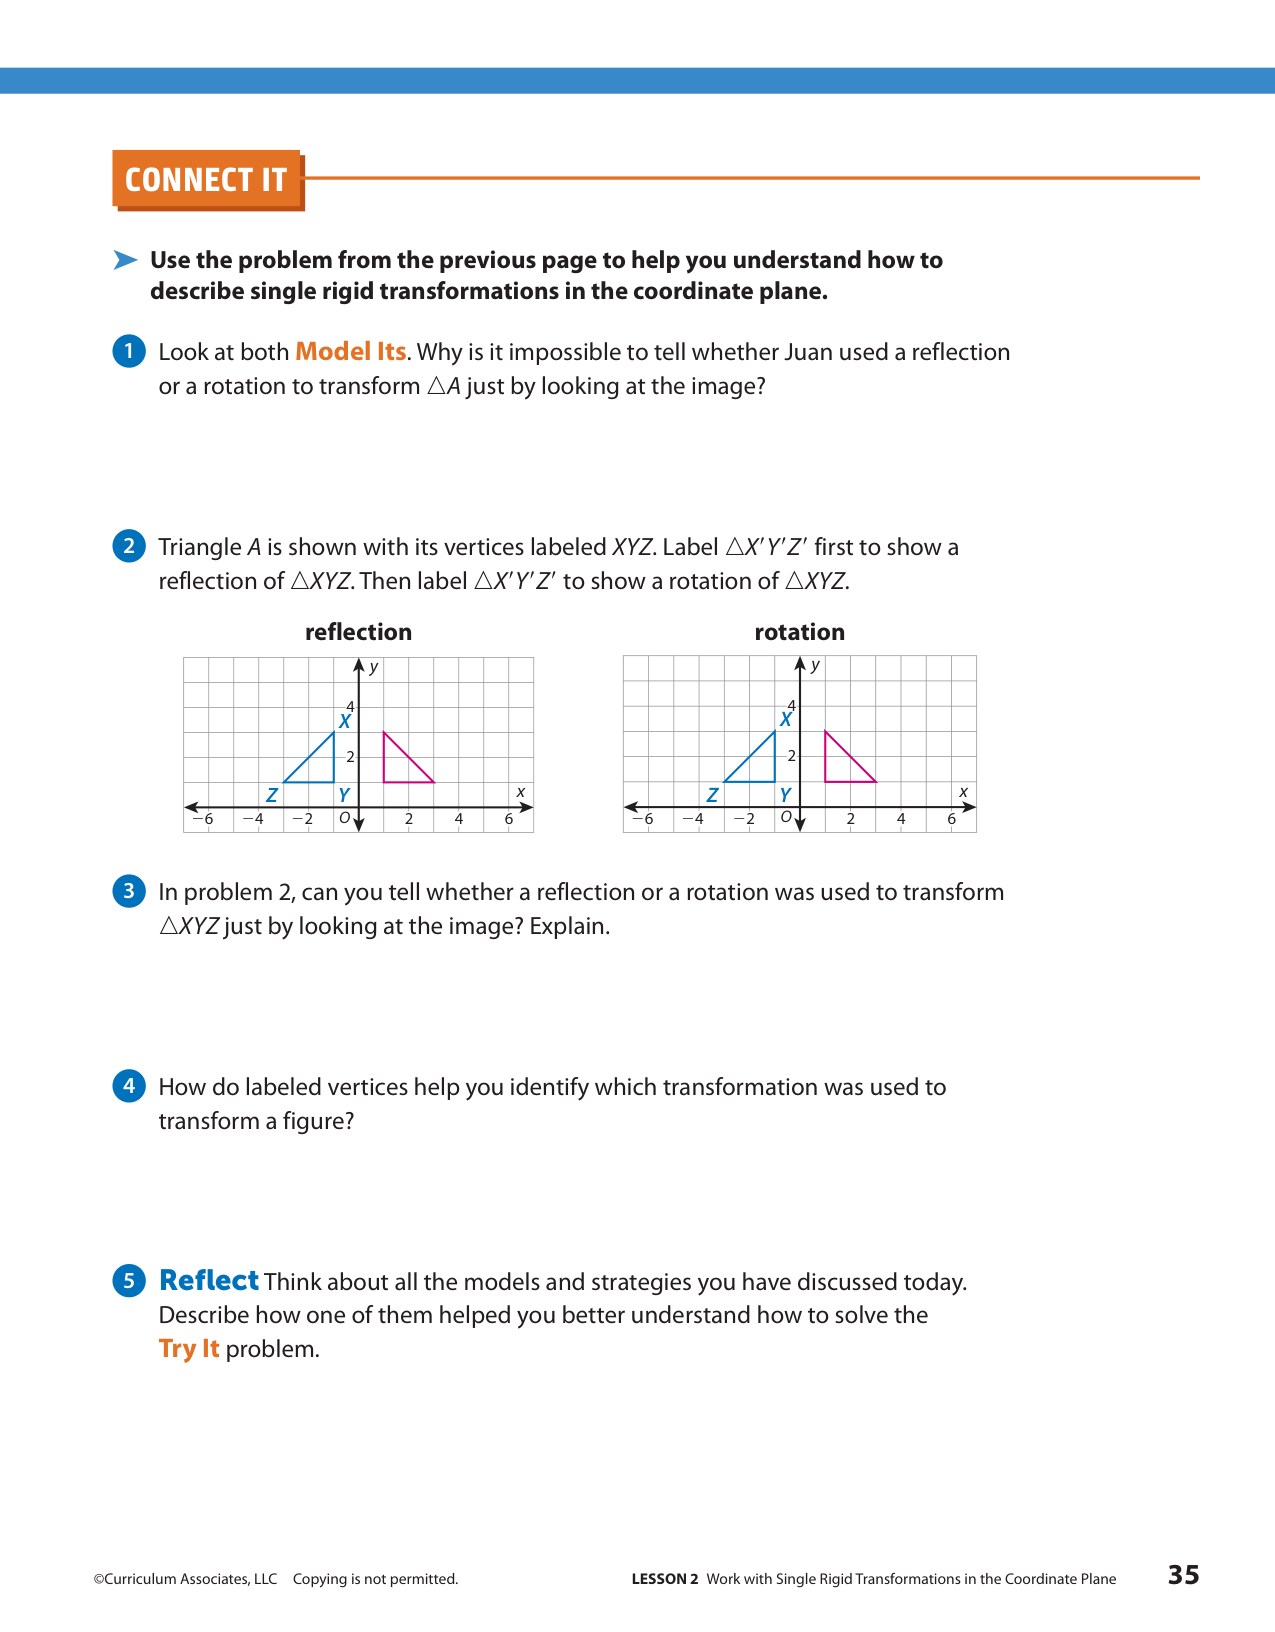 CONNECT IT
➤ Use the problem from the previous page to help you understand how to
describe single rigid transformations in the coordinate plane.
1 Look at both Model Its. Why is it impossible to tell whether Juan used a reflection
or a rotation to transform △A just by looking at the image?
2 Triangle A is shown with its vertices labeled XYZ. Label △X′Y′Z′ first to show a
reflection of △XYZ. Then label △X′Y′Z′ to show a rotation of △XYZ.
reflection
y
4
X
2
Z Y x
−6 −4 −2 O 2 4 6
rotation
y
4
X
2
Z Y x
−6 −4 −2 O 2 4 6
3 In problem 2, can you tell whether a reflection or a rotation was used to transform
△XYZ just by looking at the image? Explain.
4 How do labeled vertices help you identify which transformation was used to
transform a figure?
5 Reflect Think about all the models and strategies you have discussed today.
Describe how one of them helped you better understand how to solve the
Try It problem.
©Curriculum Associates, LLC Copying is not permitted.
LESSON 2 Work with Single Rigid Transformations in the Coordinate Plane 35